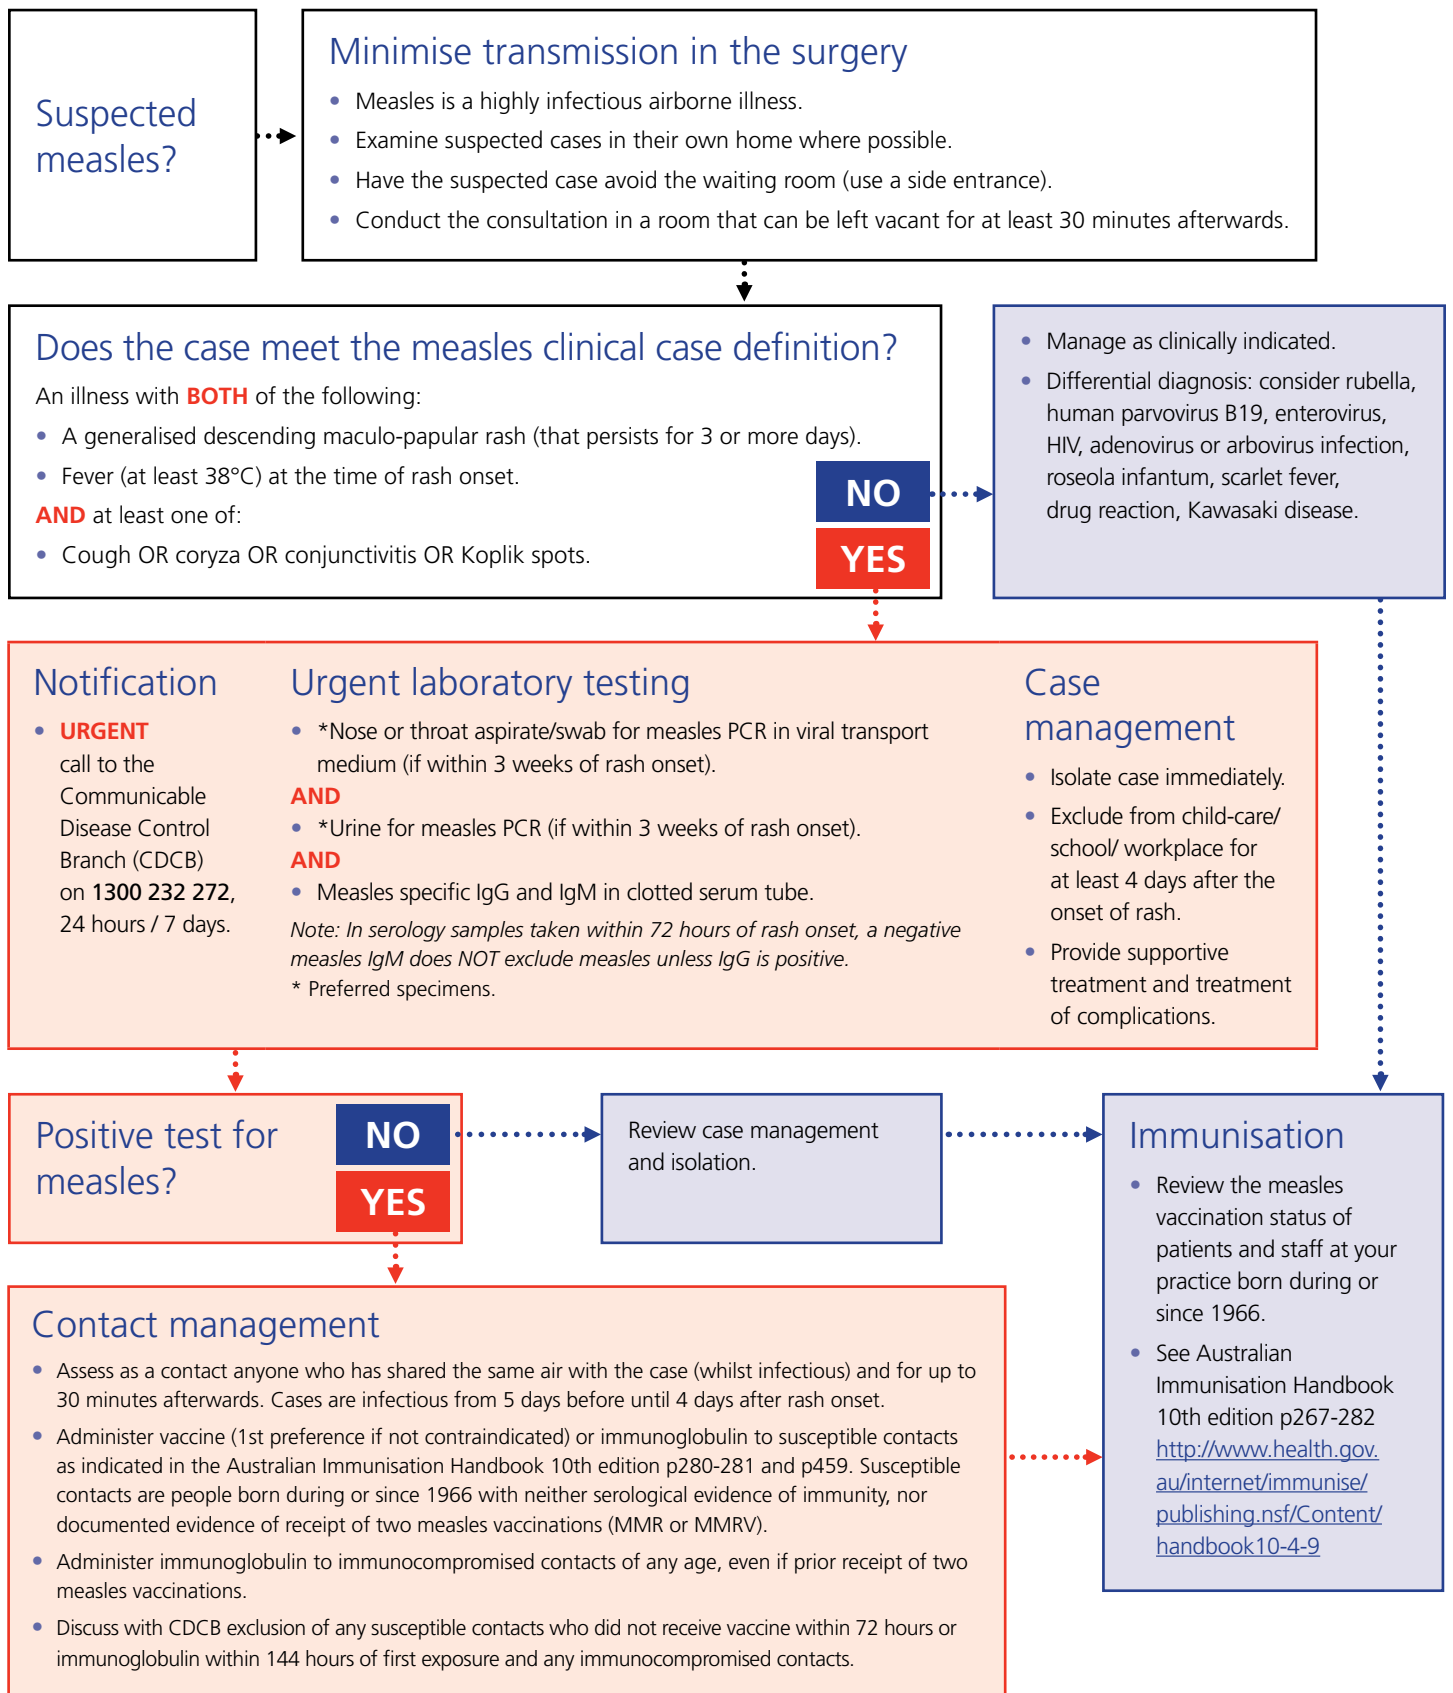 Suspected
measles?
Minimise transmission in the surgery
• Measles is a highly infectious airborne illness.
• Examine suspected cases in their own home where possible.
• Have the suspected case avoid the waiting room (use a side entrance).
• Conduct the consultation in a room that can be left vacant for at least 30 minutes afterwards.
Does the case meet the measles clinical case definition?
An illness with BOTH of the following:
• A generalised descending maculo-papular rash (that persists for 3 or more days).
• Fever (at least 38°C) at the time of rash onset.
AND at least one of:
• Cough OR coryza OR conjunctivitis OR Koplik spots.
NO
YES
• Manage as clinically indicated.
• Differential diagnosis: consider rubella,
human parvovirus B19, enterovirus,
HIV, adenovirus or arbovirus infection,
roseola infantum, scarlet fever,
drug reaction, Kawasaki disease.
Notification
• URGENT
call to the
Communicable
Disease Control
Branch (CDCB)
on 1300 232 272,
24 hours / 7 days.
Urgent laboratory testing
• *Nose or throat aspirate/swab for measles PCR in viral transport
medium (if within 3 weeks of rash onset).
AND
• *Urine for measles PCR (if within 3 weeks of rash onset).
AND
• Measles specific IgG and IgM in clotted serum tube.
Note: In serology samples taken within 72 hours of rash onset, a negative
measles IgM does NOT exclude measles unless IgG is positive.
* Preferred specimens.
Case
management
• Isolate case immediately.
• Exclude from child-care/
school/ workplace for
at least 4 days after the
onset of rash.
• Provide supportive
treatment and treatment
of complications.
Positive test for
measles?
NO
YES
Review case management
and isolation.
Immunisation
• Review the measles
vaccination status of
patients and staff at your
practice born during or
since 1966.
• See Australian
Immunisation Handbook
10th edition p267-282
http://www.health.gov.
au/internet/immunise/
publishing.nsf/Content/
handbook10-4-9
Contact management
• Assess as a contact anyone who has shared the same air with the case (whilst infectious) and for up to
30 minutes afterwards. Cases are infectious from 5 days before until 4 days after rash onset.
• Administer vaccine (1st preference if not contraindicated) or immunoglobulin to susceptible contacts
as indicated in the Australian Immunisation Handbook 10th edition p280-281 and p459. Susceptible
contacts are people born during or since 1966 with neither serological evidence of immunity, nor
documented evidence of receipt of two measles vaccinations (MMR or MMRV).
• Administer immunoglobulin to immunocompromised contacts of any age, even if prior receipt of two
measles vaccinations.
• Discuss with CDCB exclusion of any susceptible contacts who did not receive vaccine within 72 hours or
immunoglobulin within 144 hours of first exposure and any immunocompromised contacts.